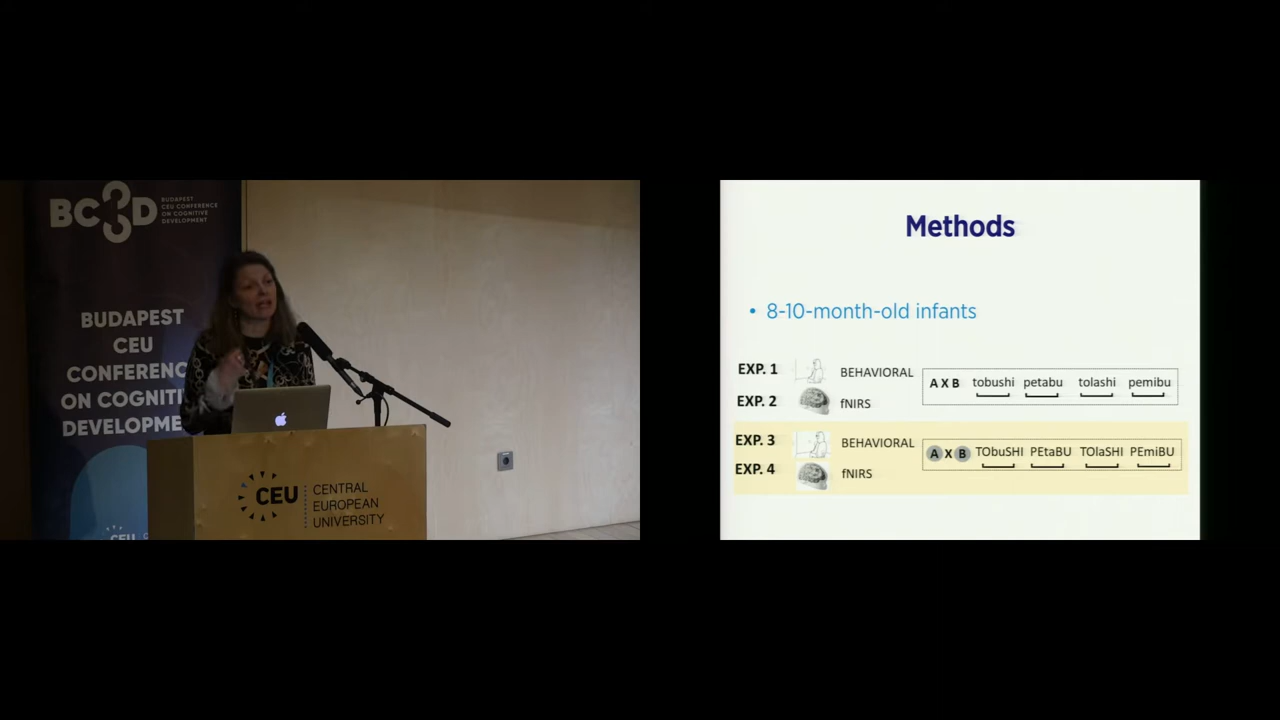 BC3D
BUDAPEST
CEU CONFERENCE
ON COGNITIVE
DEVELOPMENT
BUDAPEST
CEU
CONFERENC
ON COGNITI
DEVELOPME
CEU
CEU
CENTRAL
EUROPEAN
UNIVERSITY
Methods
• 8-10-month-old infants
EXP. 1 BEHAVIORAL
EXP. 2 fNIRS
A X B tobushi petabu tolashi pemibu
EXP. 3 BEHAVIORAL
EXP. 4 fNIRS
A X B TObuSHI PEtaBU TOlaSHI PEmiBU